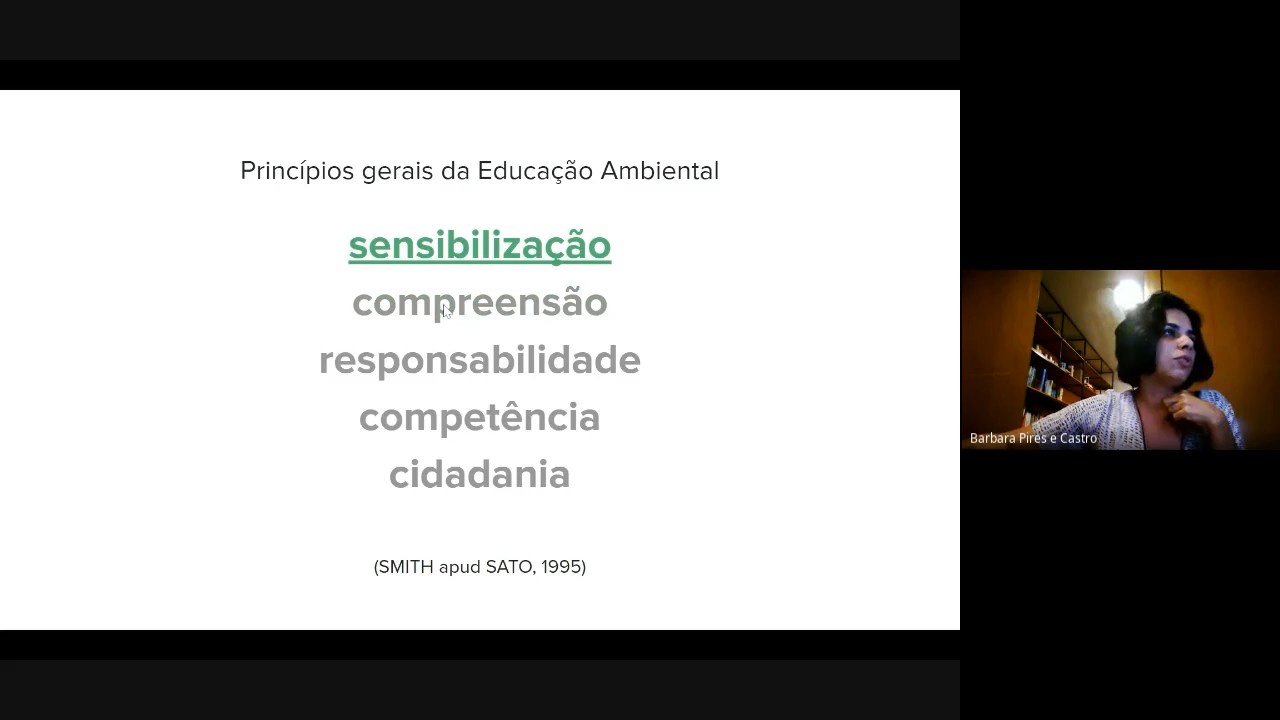 Princípios gerais da Educação Ambiental
sensibilização
compreensão
responsabilidade
competência
cidadania
(SMITH apud SATO, 1995)
Barbara Pires e Castro